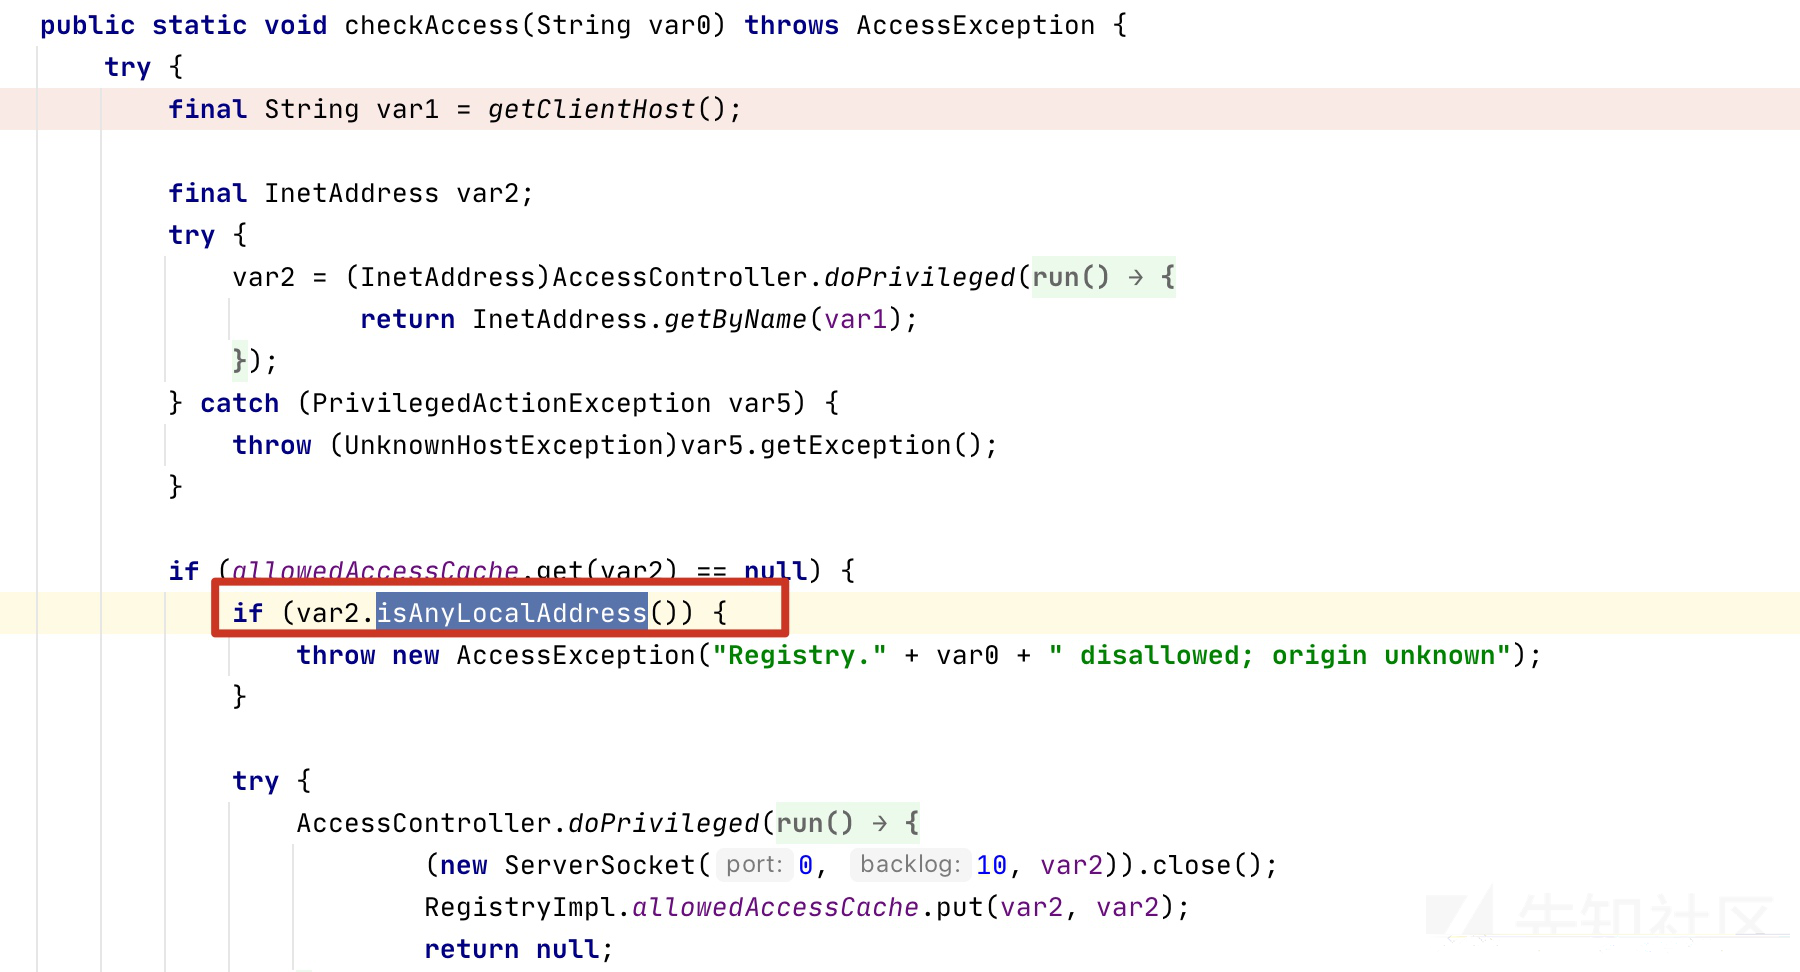 public static void checkAccess(String var0) throws AccessException {
try {
final String var1 = getClientHost();
final InetAddress var2;
try {
var2 = (InetAddress)AccessController.doPrivileged(run() → {
return InetAddress.getByName(var1);
});
} catch (PrivilegedActionException var5) {
throw (UnknownHostException)var5.getException();
}
if (allowedAccessCache.get(var2) == null) {
if (var2.isAnyLocalAddress()) {
throw new AccessException("Registry." + var0 + " disallowed; origin unknown");
}
try {
AccessController.doPrivileged(run() → {
(new ServerSocket( port: 0, backlog: 10, var2)).close();
RegistryImpl.allowedAccessCache.put(var2, var2);
return null;
先知社区